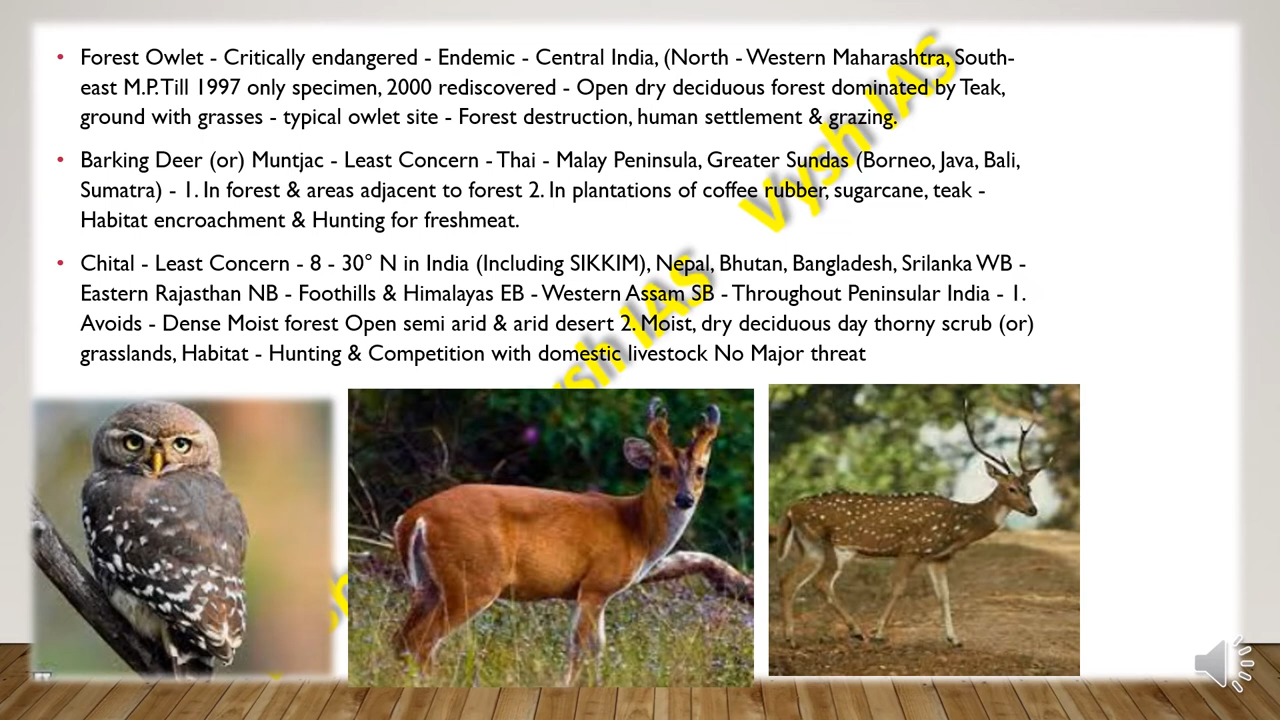 • Forest Owlet - Critically endangered - Endemic - Central India, (North - Western Maharashtra, South-
east M.P. Till 1997 only specimen, 2000 rediscovered - Open dry deciduous forest dominated by Teak,
ground with grasses - typical owlet site - Forest destruction, human settlement & grazing.
• Barking Deer (or) Muntjac - Least Concern - Thai - Malay Peninsula, Greater Sundas (Borneo, Java, Bali,
Sumatra) - 1. In forest & areas adjacent to forest 2. In plantations of coffee rubber, sugarcane, teak -
Habitat encroachment & Hunting for freshmeat.
• Chital - Least Concern - 8 - 30° N in India (Including SIKKIM), Nepal, Bhutan, Bangladesh, Srilanka WB -
Eastern Rajasthan NB - Foothills & Himalayas EB - Western Assam SB - Throughout Peninsular India - 1.
Avoids - Dense Moist forest Open semi arid & arid desert 2. Moist, dry deciduous day thorny scrub (or)
grasslands, Habitat - Hunting & Competition with domestic livestock No Major threat
Vysh IAS